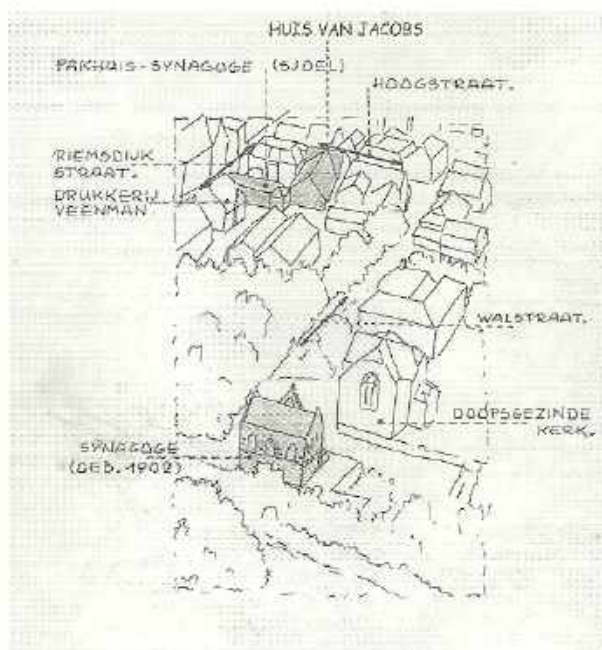 HUIS VAN JACOBS
PAKHUIS-SYNAGOGE (SJOEL)
HOOGSTRAAT.
RIEMSDIJK
STRAAT.
DRUKKERIJ
VEENMAN
WALSTRAAT.
DOOPSGEZINDE
KERK.
SYNAGOGE
(GEB. 1902)